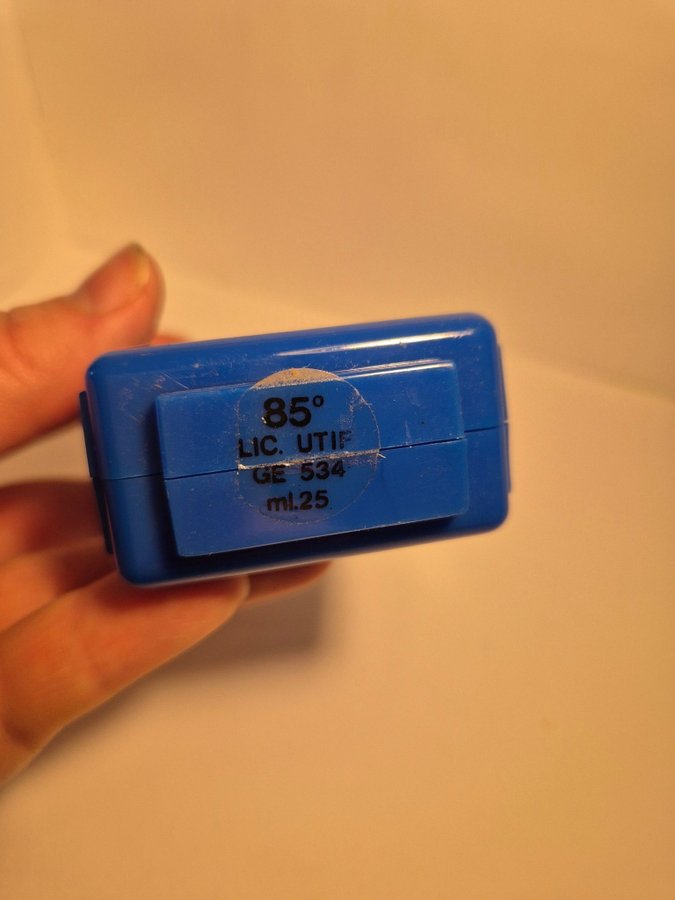 85°
LIC. UTIF
GE 534
ml.25